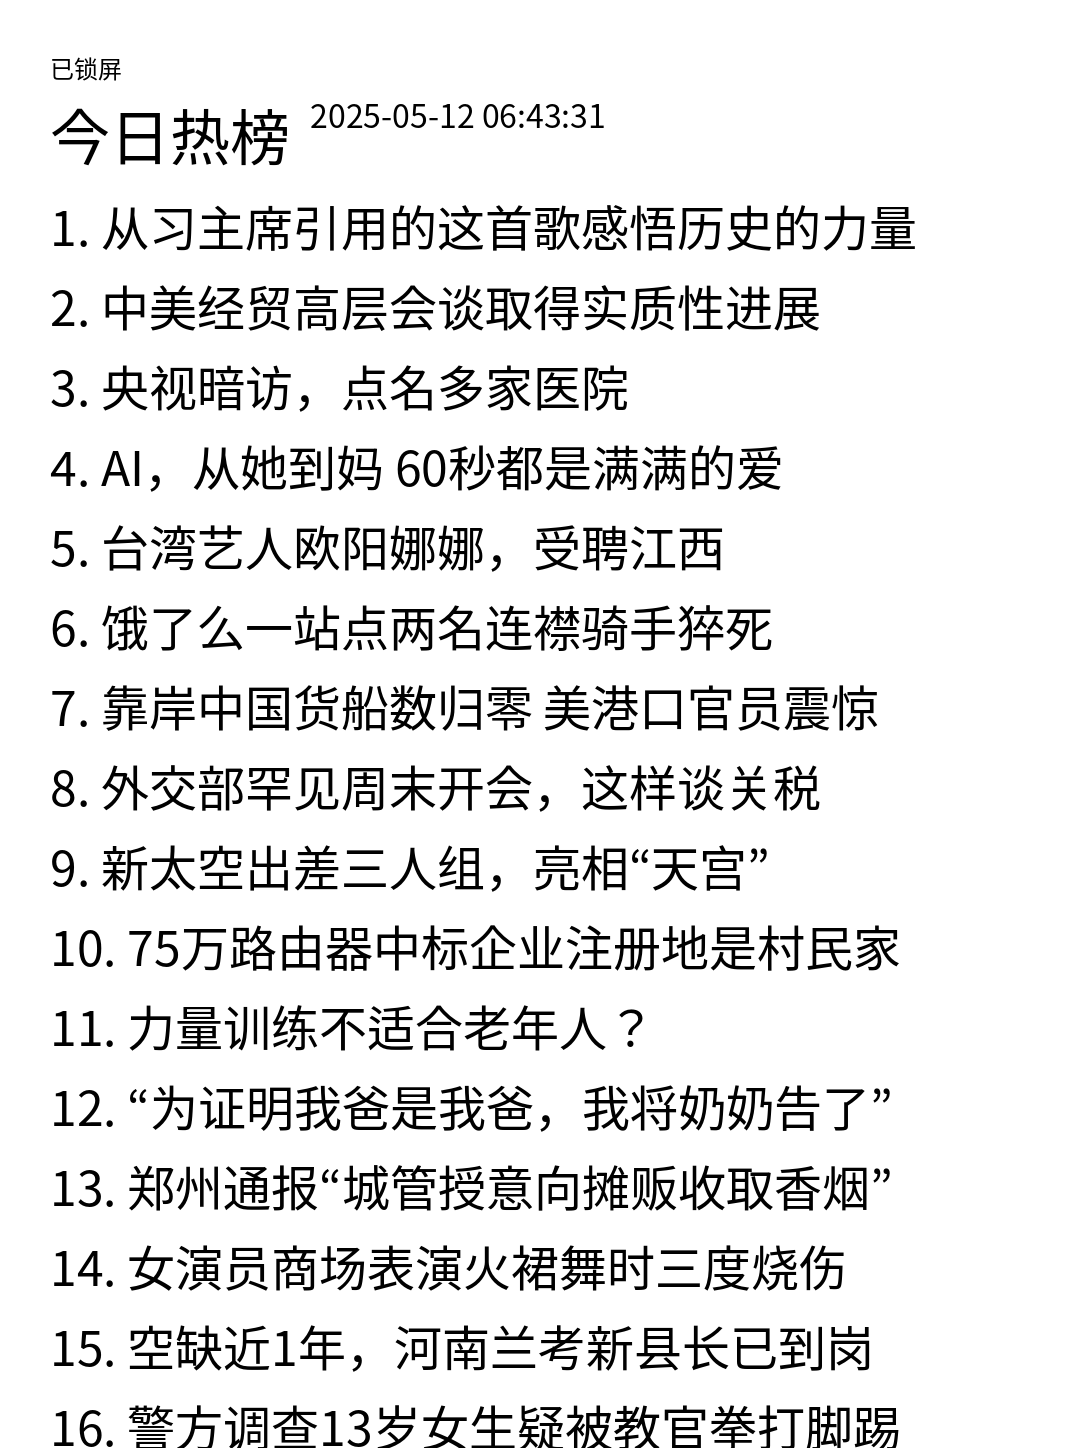 已锁屏
今日热榜 2025-05-12 06:43:31
1. 从习主席引用的这首歌感悟历史的力量
2. 中美经贸高层会谈取得实质性进展
3. 央视暗访，点名多家医院
4. AI，从她到妈 60秒都是满满的爱
5. 台湾艺人欧阳娜娜，受聘江西
6. 饿了么一站点两名连襟骑手猝死
7. 靠岸中国货船数归零 美港口官员震惊
8. 外交部罕见周末开会，这样谈关税
9. 新太空出差三人组，亮相“天宫”
10. 75万路由器中标企业注册地是村民家
11. 力量训练不适合老年人？
12. “为证明我爸是我爸，我将奶奶告了”
13. 郑州通报“城管授意向摊贩收取香烟”
14. 女演员商场表演火裙舞时三度烧伤
15. 空缺近1年，河南兰考新县长已到岗
16. 警方调查13岁女生疑被教官拳打脚踢